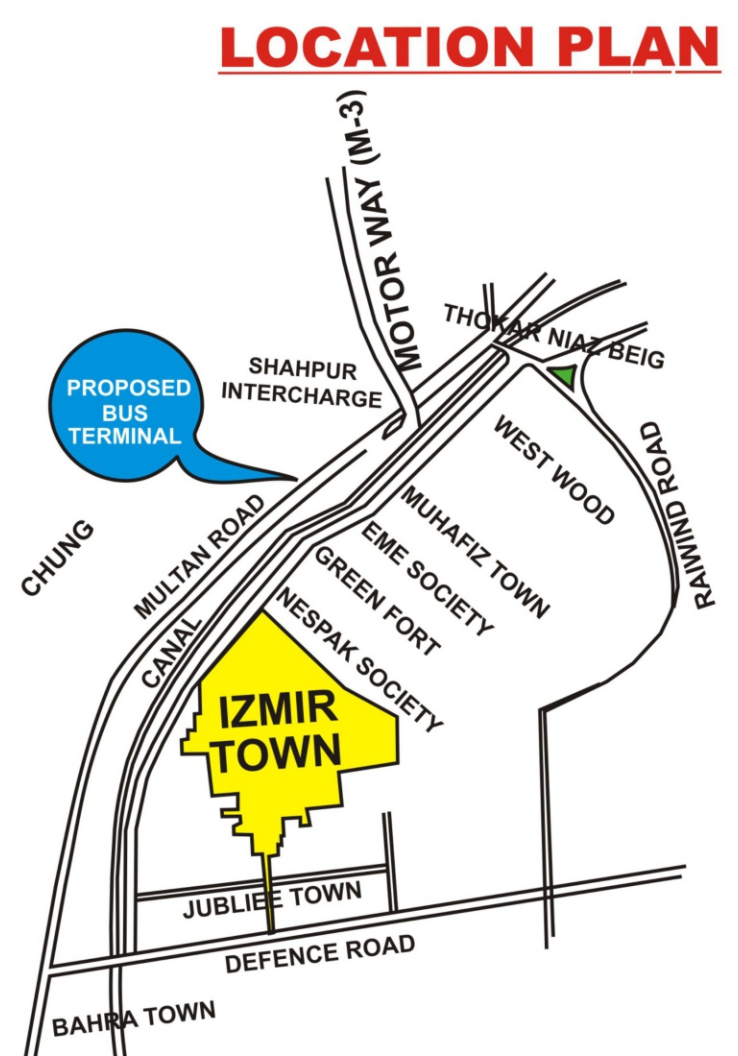 LOCATION PLAN
MOTOR WAY (M-3)
THOKAR NIAZ BEIG
SHAHPUR
INTERCHARGE
PROPOSED
BUS
TERMINAL
WEST WOOD
RAIWIND ROAD
MUHAFIZ TOWN
EME SOCIETY
GREEN FORT
NESPAK SOCIETY
CHUNG
MULTAN ROAD
CANAL
IZMIR
TOWN
JUBLIEE TOWN
DEFENCE ROAD
BAHRA TOWN